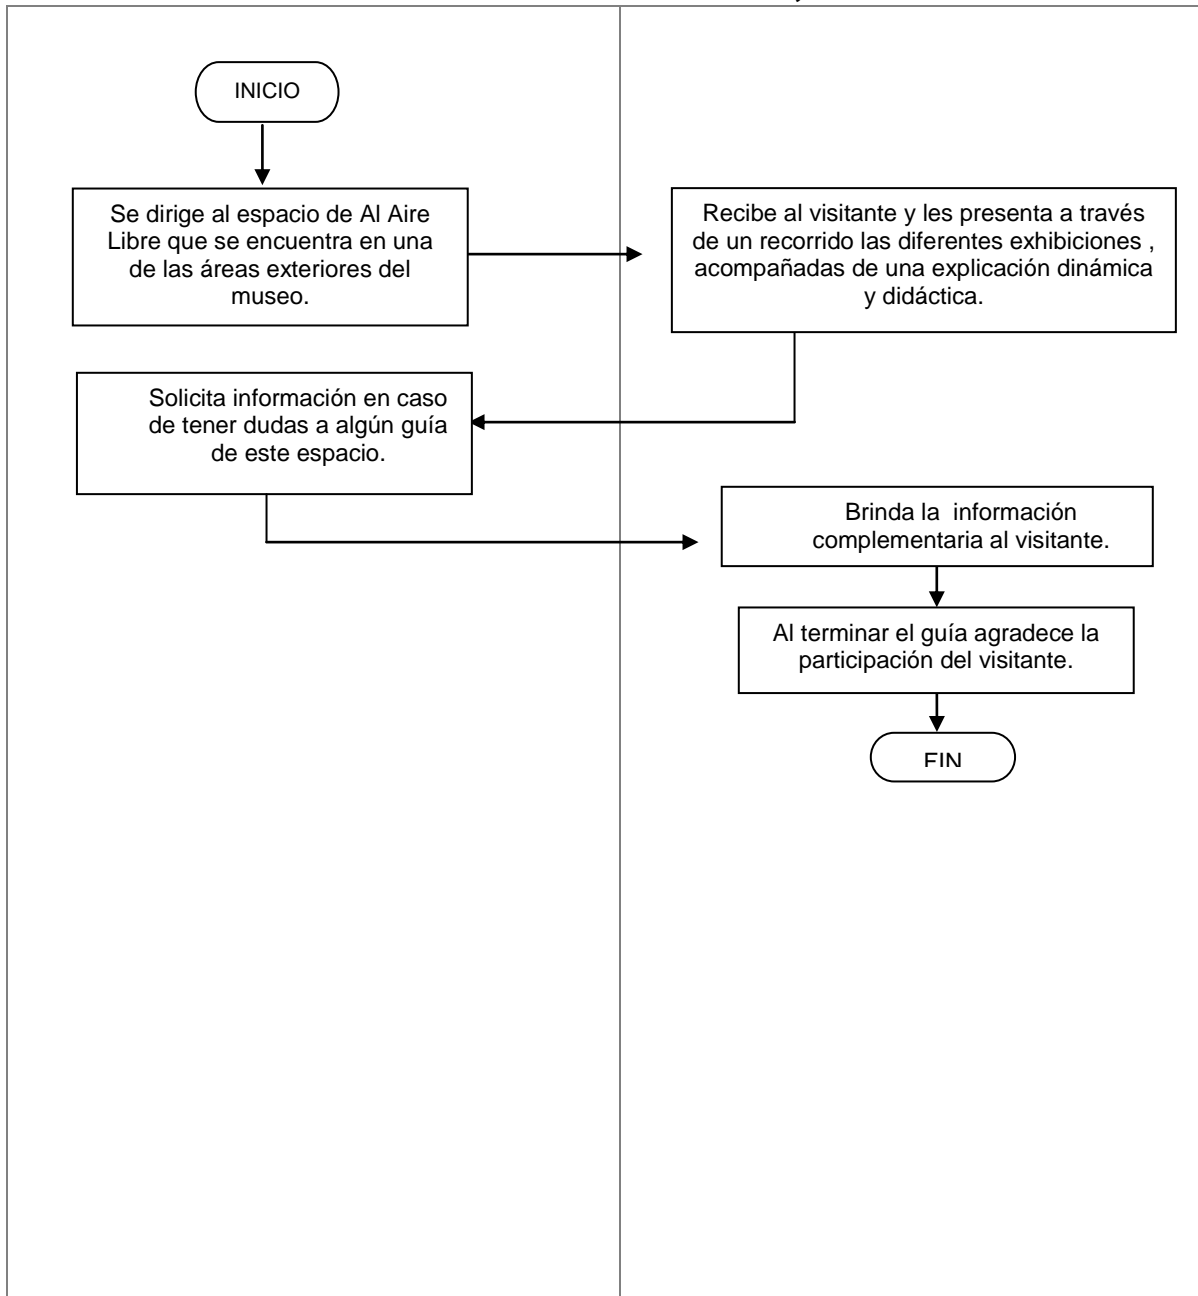 INICIO
Se dirige al espacio de Al Aire
Libre que se encuentra en una
de las áreas exteriores del
museo.
Recibe al visitante y les presenta a través
de un recorrido las diferentes exhibiciones ,
acompañadas de una explicación dinámica
y didáctica.
Solicita información en caso
de tener dudas a algún guía
de este espacio.
Brinda la información
complementaria al visitante.
Al terminar el guía agradece la
participación del visitante.
FIN